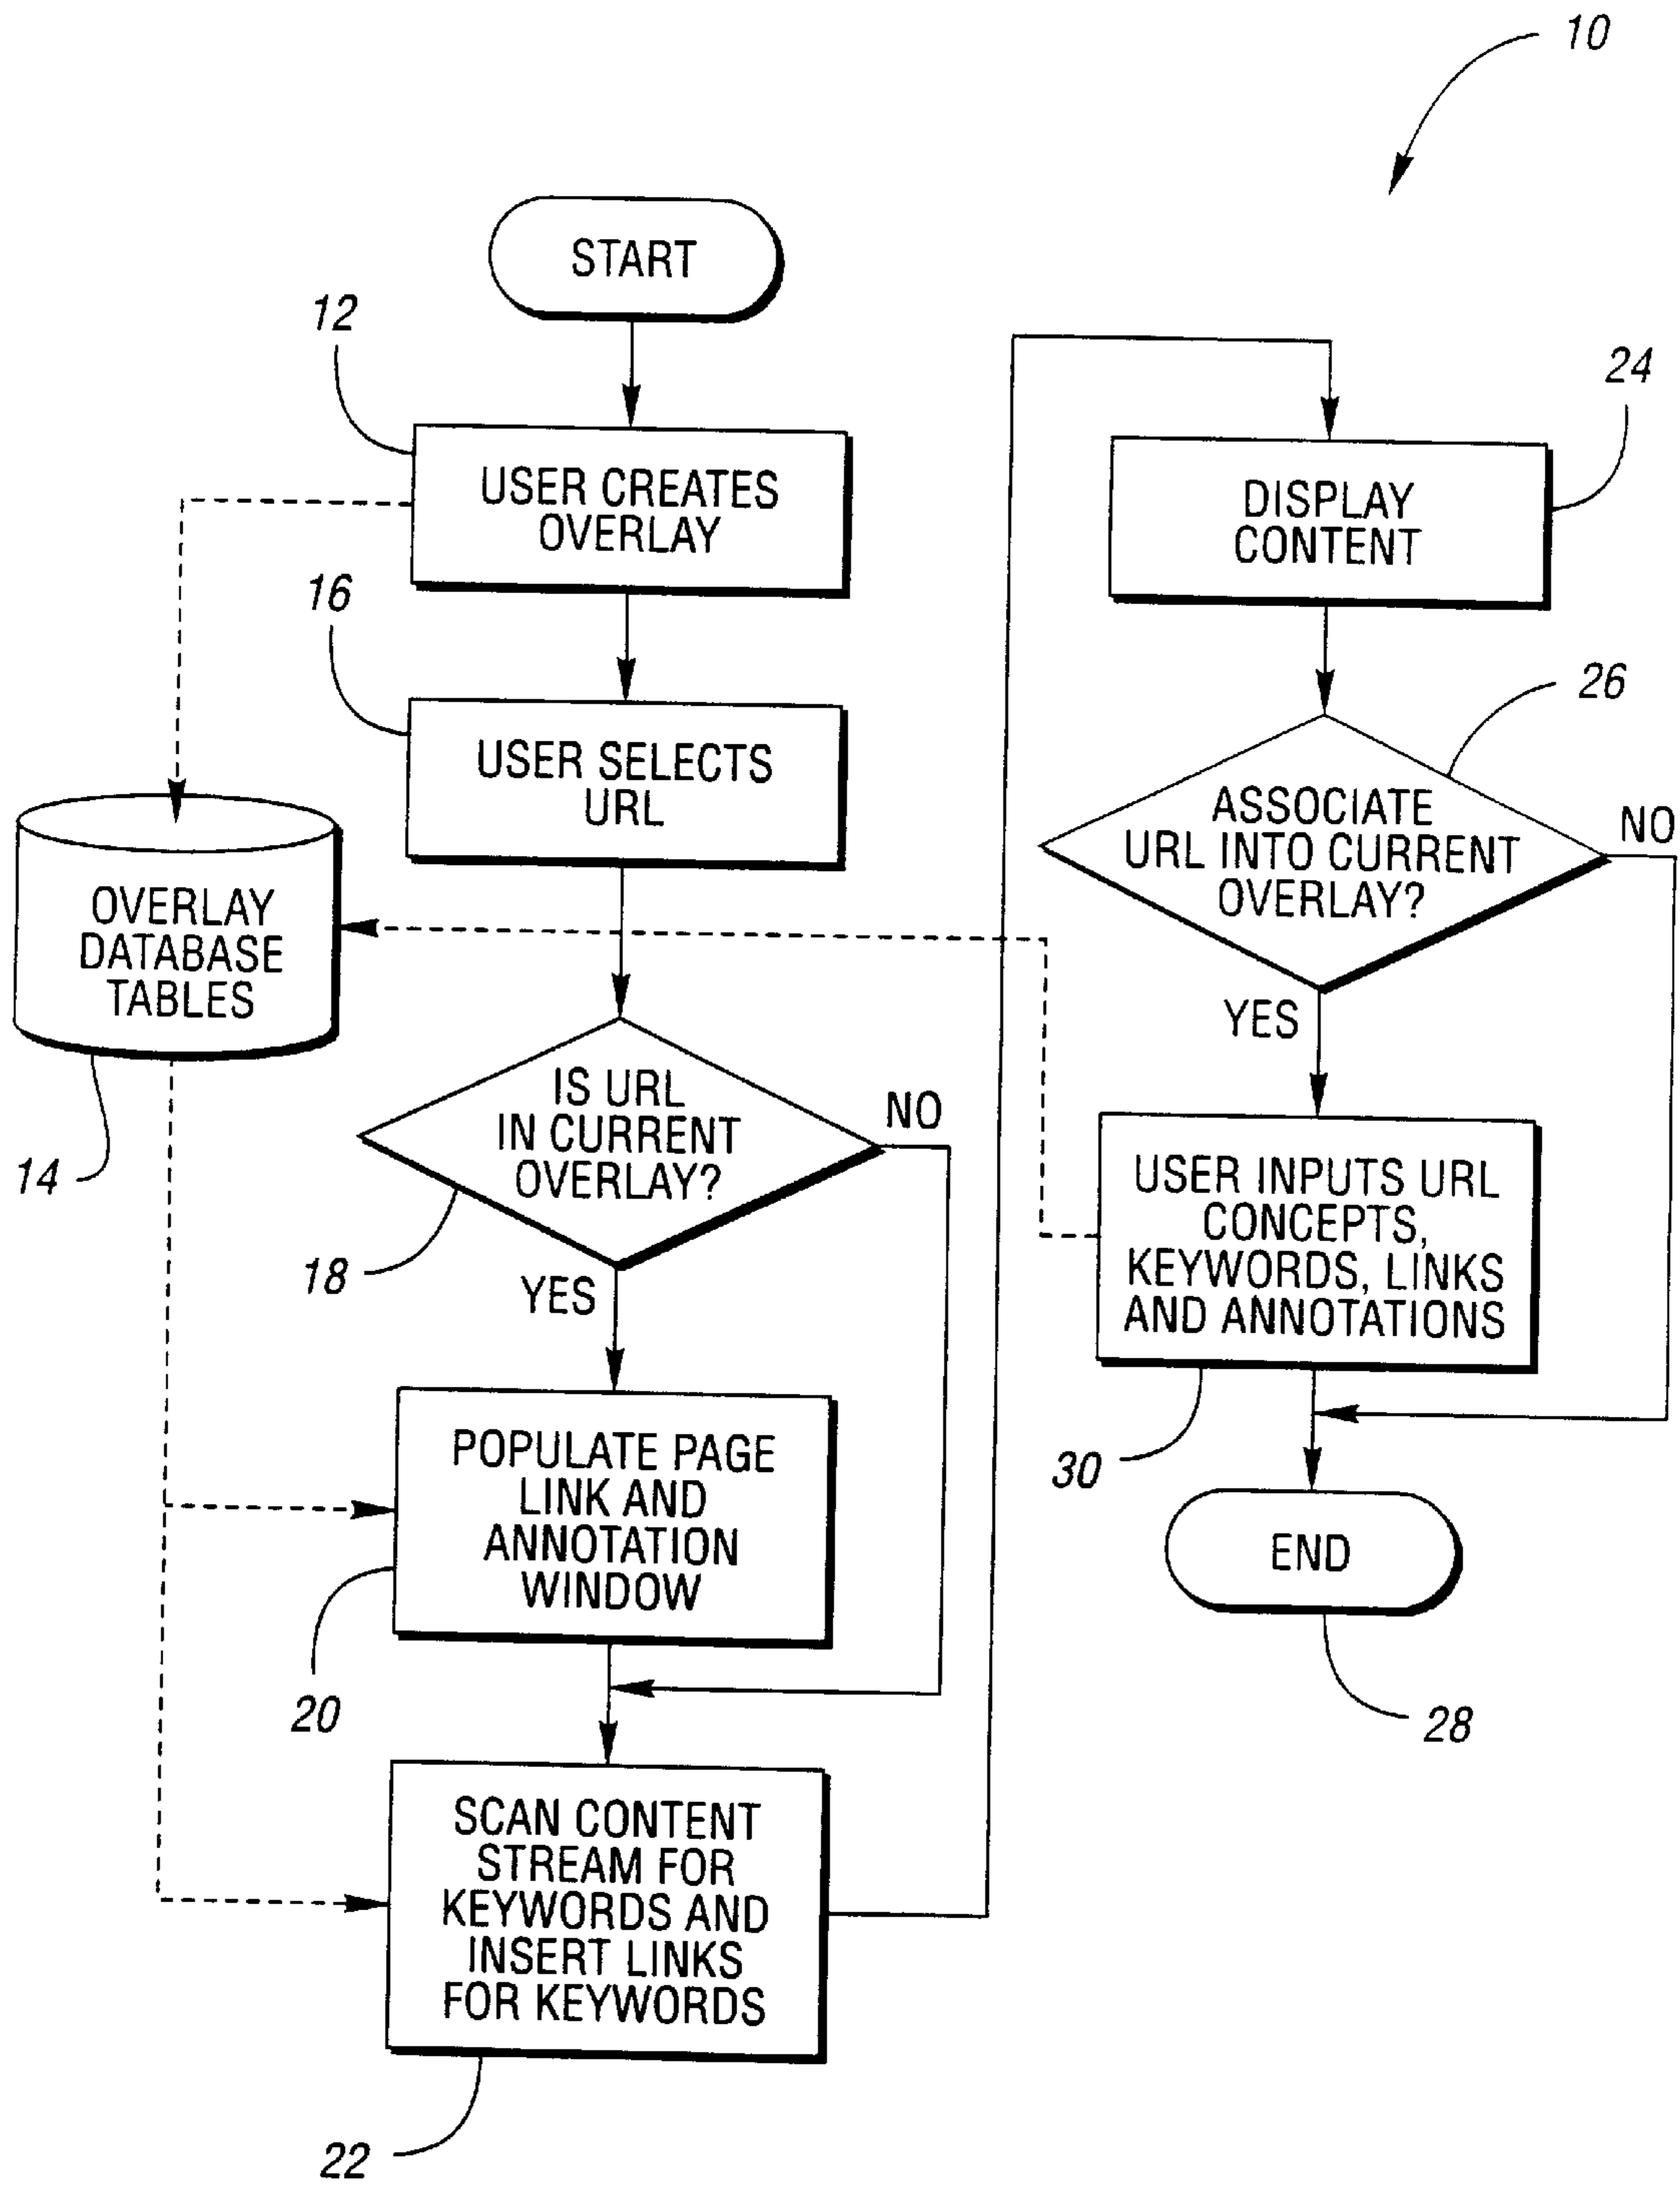 10
START
12
USER CREATES
OVERLAY
16
USER SELECTS
URL
OVERLAY
DATABASE
TABLES
14
IS URL
IN CURRENT
OVERLAY?
NO
18
YES
POPULATE PAGE
LINK AND
ANNOTATION
WINDOW
20
SCAN CONTENT
STREAM FOR
KEYWORDS AND
INSERT LINKS
FOR KEYWORDS
22
24
DISPLAY
CONTENT
26
ASSOCIATE
URL INTO CURRENT
OVERLAY?
NO
YES
USER INPUTS URL
CONCEPTS,
KEYWORDS, LINKS
AND ANNOTATIONS
30
END
28